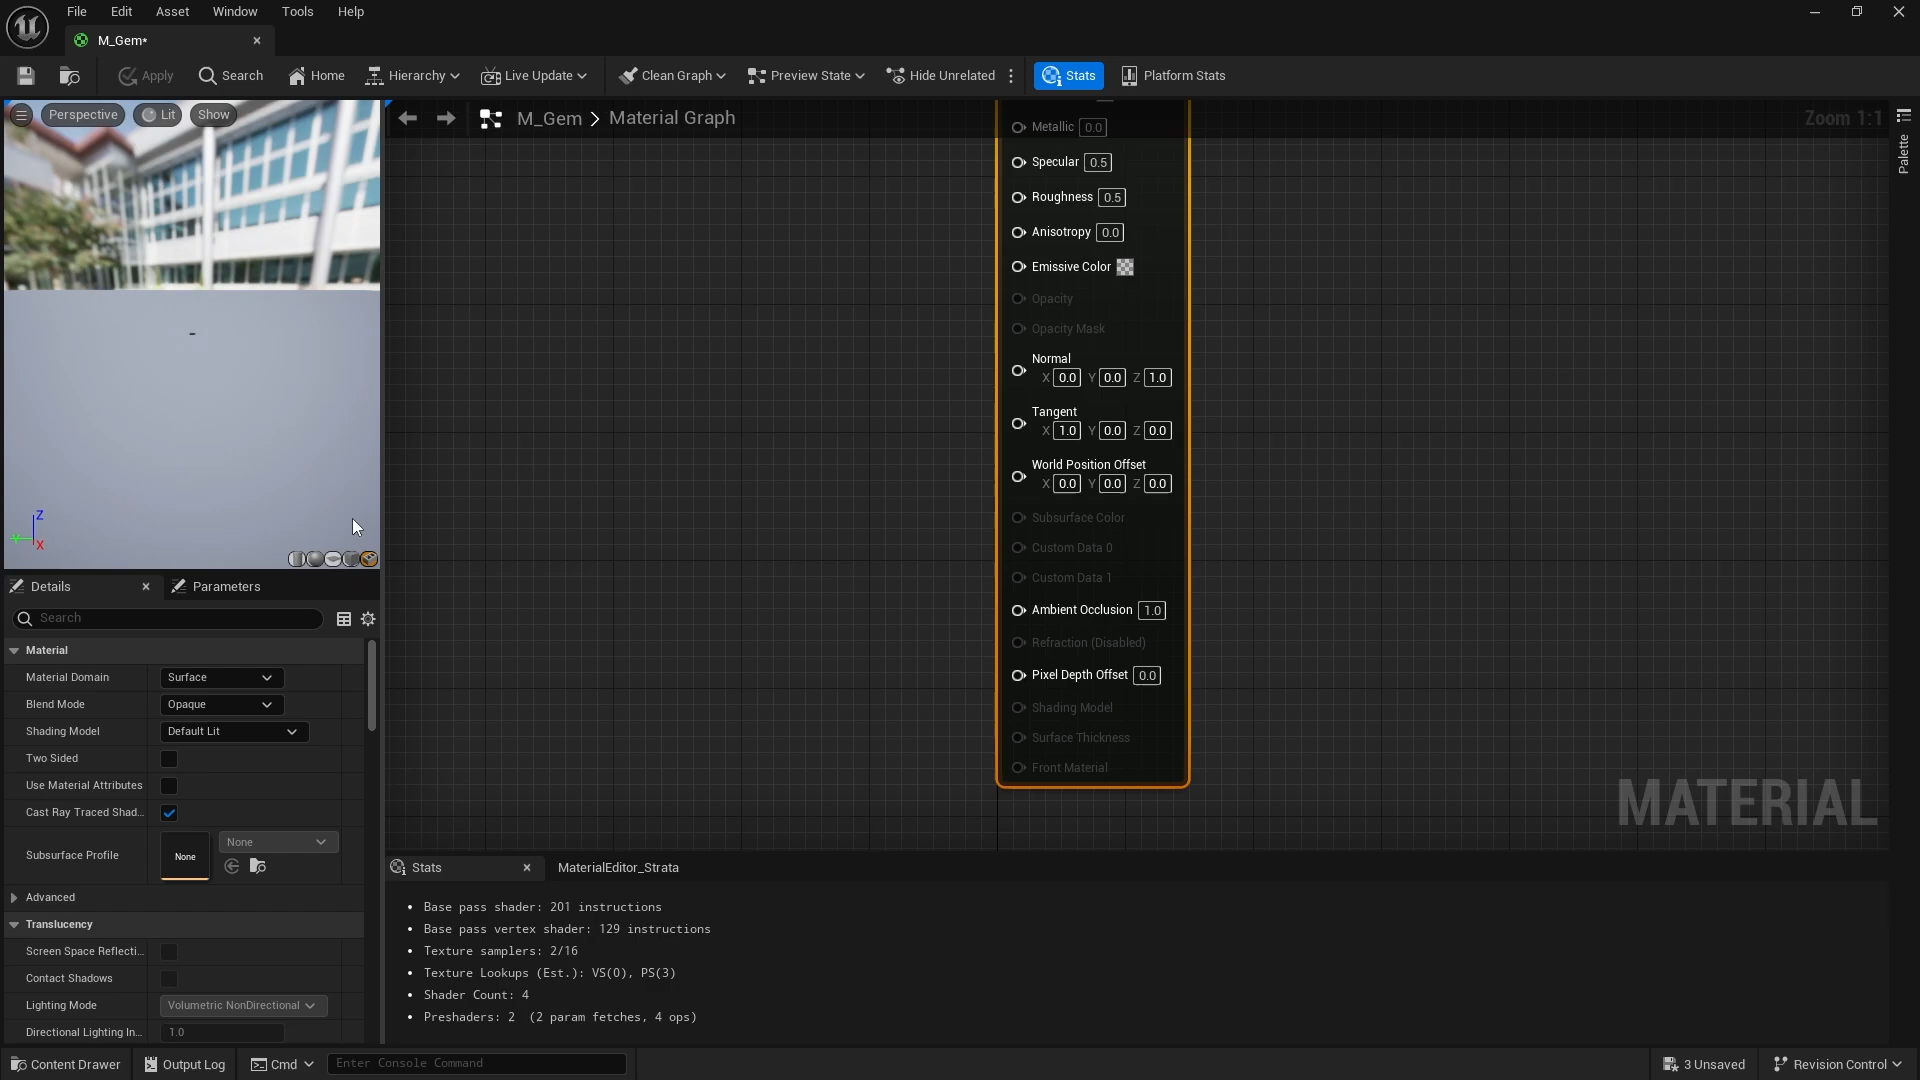 File Edit Asset Window Tools Help
M_Gem*
Apply Search Home Hierarchy Live Update Clean Graph Preview State Hide Unrelated Stats Platform Stats
Perspective Lit Show
M_Gem > Material Graph
Zoom 1:1
Palette
Metallic 0.0
Specular 0.5
Roughness 0.5
Anisotropy 0.0
Emissive Color
Opacity
Opacity Mask
Normal
X 0.0 Y 0.0 Z 1.0
Tangent
X 1.0 Y 0.0 Z 0.0
World Position Offset
X 0.0 Y 0.0 Z 0.0
Subsurface Color
Custom Data 0
Custom Data 1
Ambient Occlusion 1.0
Refraction (Disabled)
Pixel Depth Offset 0.0
Shading Model
Surface Thickness
Front Material
MATERIAL
Z
Y
X
Details Parameters
Search
Material
Material Domain Surface
Blend Mode Opaque
Shading Model Default Lit
Two Sided
Use Material Attributes
Cast Ray Traced Shad...
Subsurface Profile None None
Advanced
Translucency
Screen Space Reflecti...
Contact Shadows
Lighting Mode Volumetric NonDirectional
Directional Lighting In... 1.0
Stats MaterialEditor_Strata
• Base pass shader: 201 instructions
• Base pass vertex shader: 129 instructions
• Texture samplers: 2/16
• Texture Lookups (Est.): VS(0), PS(3)
• Shader Count: 4
• Preshaders: 2 (2 param fetches, 4 ops)
Content Drawer Output Log Cmd Enter Console Command 3 Unsaved Revision Control